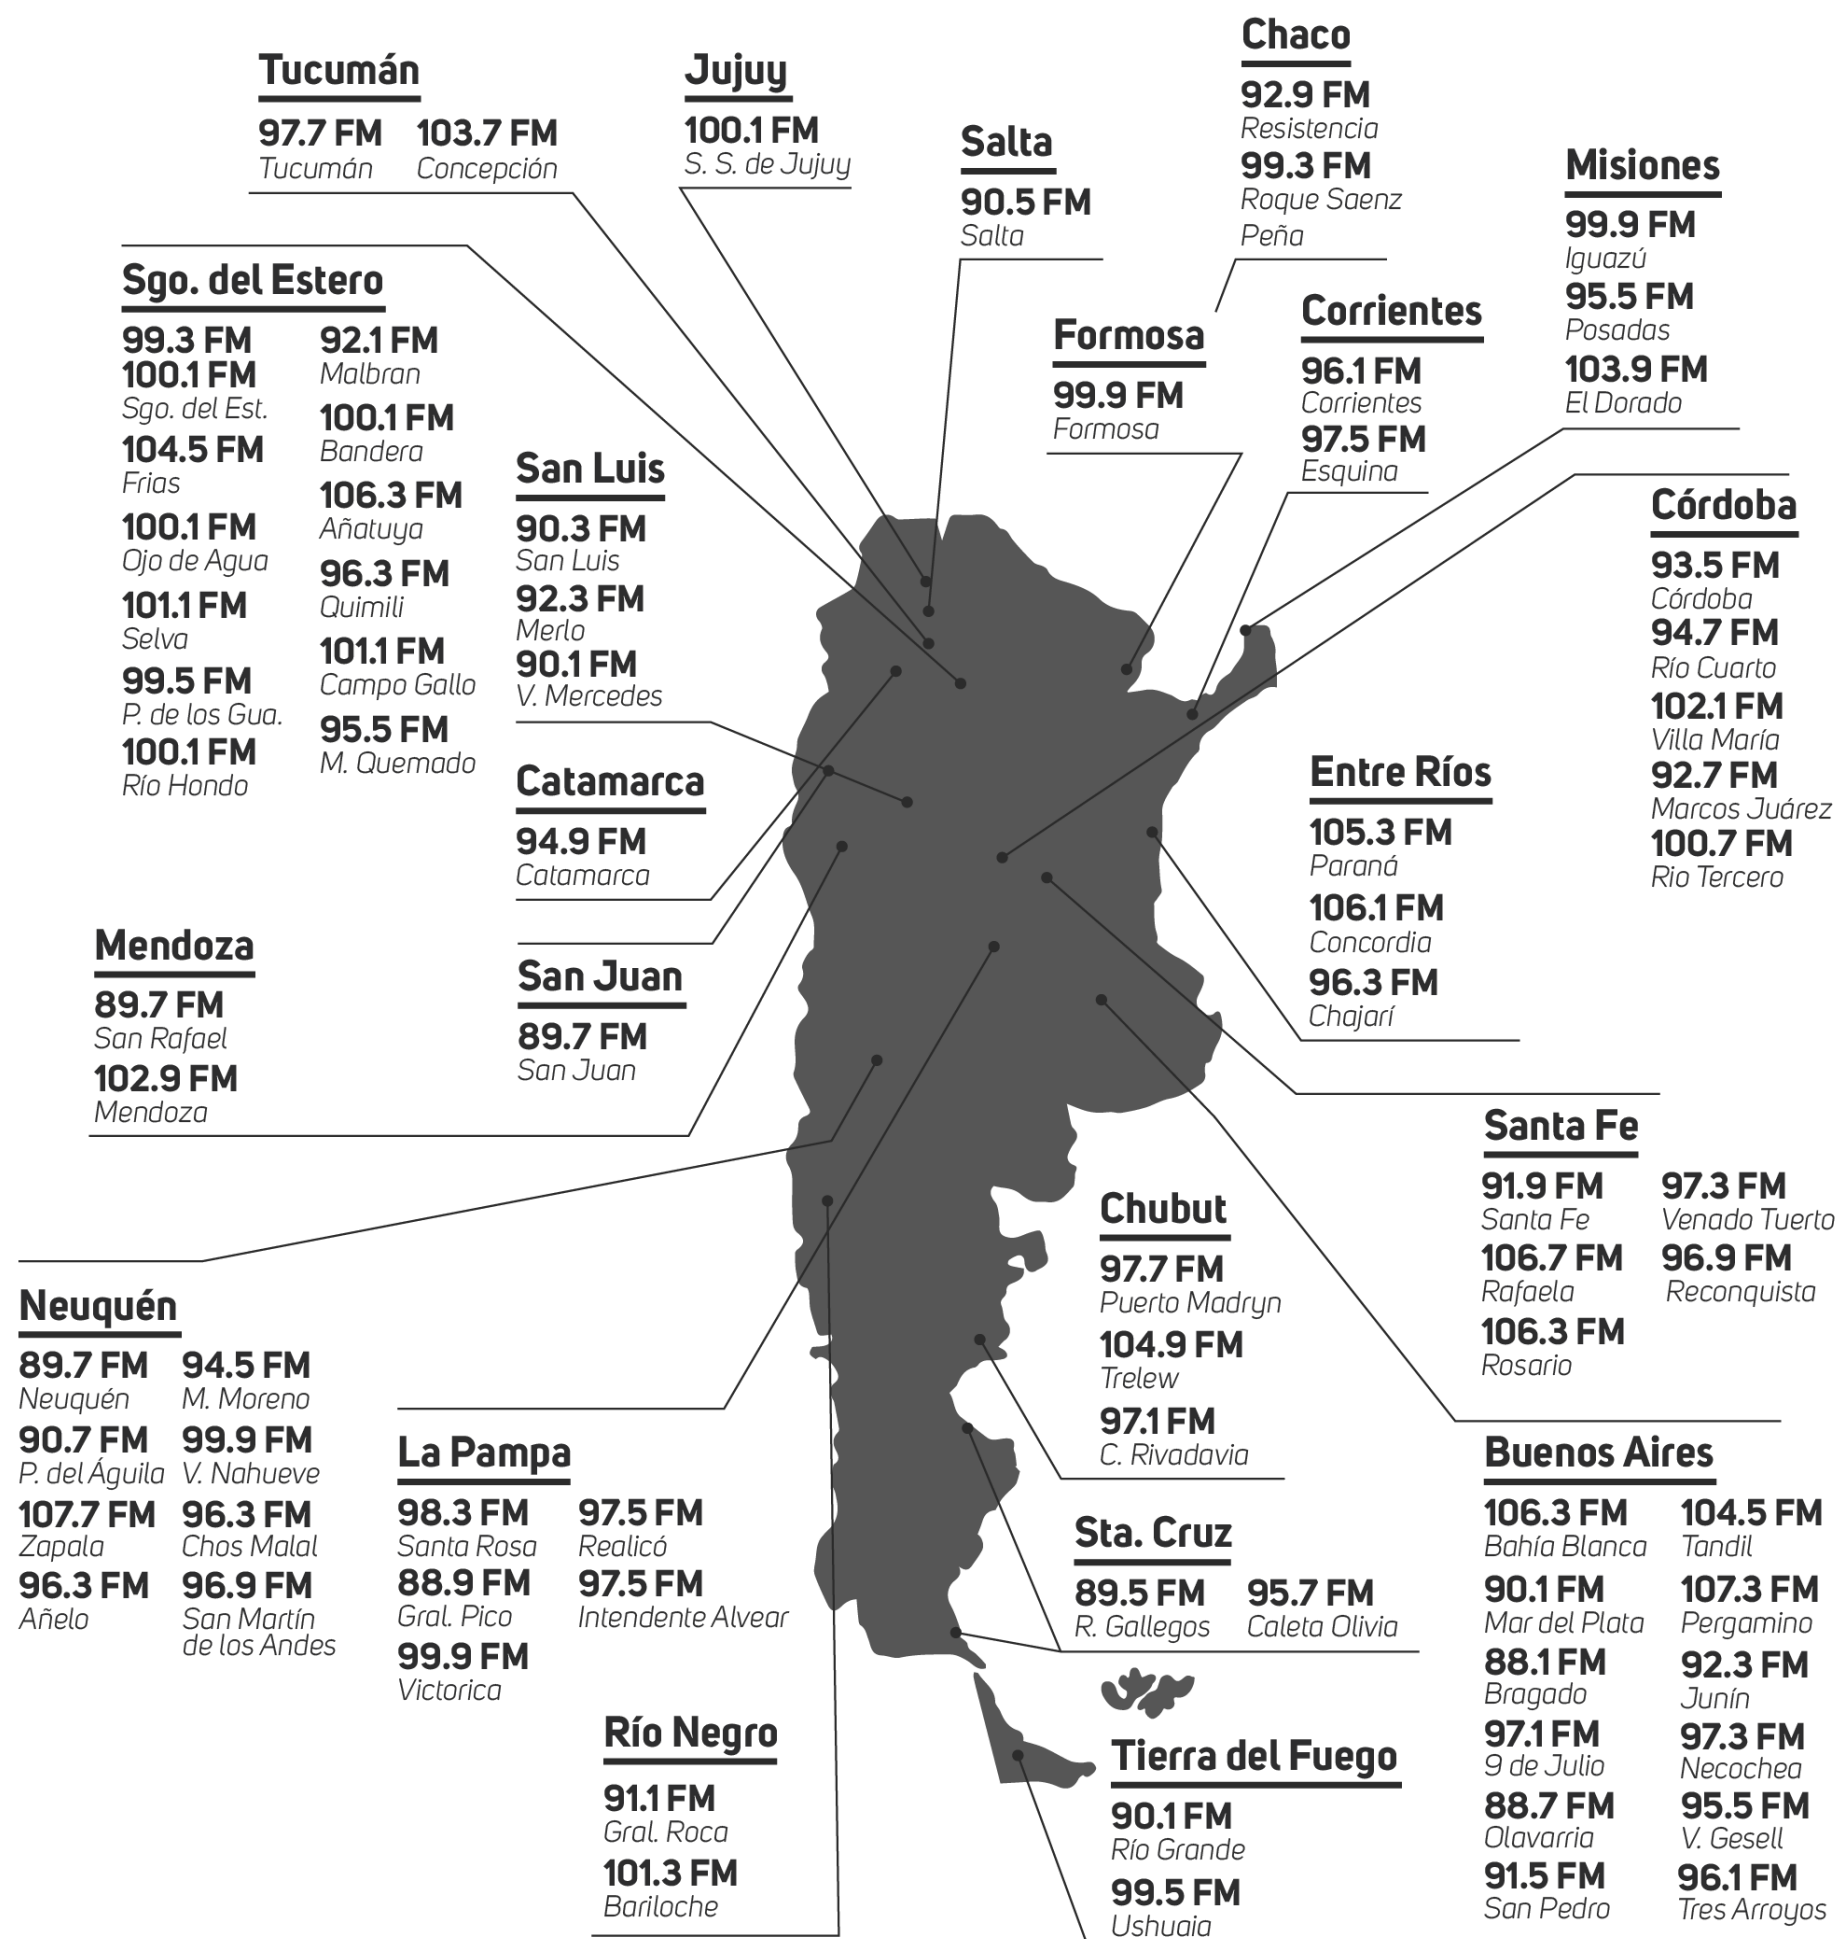 Tucumán
97.7 FM 103.7 FM
Tucumán Concepción
Jujuy
100.1 FM
S. S. de Jujuy
Salta
90.5 FM
Salta
Chaco
92.9 FM
Resistencia
99.3 FM
Roque Saenz
Peña
Misiones
99.9 FM
Iguazú
95.5 FM
Posadas
103.9 FM
El Dorado
Sgo. del Estero
99.3 FM
100.1 FM
Sgo. del Est.
104.5 FM
Frias
100.1 FM
Ojo de Agua
101.1 FM
Selva
99.5 FM
P. de los Gua.
100.1 FM
Río Hondo
92.1 FM
Malbran
100.1 FM
Bandera
106.3 FM
Añatuya
96.3 FM
Quimili
101.1 FM
Campo Gallo
95.5 FM
M. Quemado
Formosa
99.9 FM
Formosa
Corrientes
96.1 FM
Corrientes
97.5 FM
Esquina
San Luis
90.3 FM
San Luis
92.3 FM
Merlo
90.1 FM
V. Mercedes
Córdoba
93.5 FM
Córdoba
94.7 FM
Río Cuarto
102.1 FM
Villa María
92.7 FM
Marcos Juárez
100.7 FM
Rio Tercero
Catamarca
94.9 FM
Catamarca
Entre Ríos
105.3 FM
Paraná
106.1 FM
Concordia
96.3 FM
Chajarí
Mendoza
89.7 FM
San Rafael
102.9 FM
Mendoza
San Juan
89.7 FM
San Juan
Santa Fe
91.9 FM 97.3 FM
Santa Fe Venado Tuerto
106.7 FM 96.9 FM
Rafaela Reconquista
106.3 FM
Rosario
Chubut
97.7 FM
Puerto Madryn
104.9 FM
Trelew
97.1 FM
C. Rivadavia
Neuquén
89.7 FM 94.5 FM
Neuquén M. Moreno
90.7 FM 99.9 FM
P. del Águila V. Nahueve
107.7 FM 96.3 FM
Zapala Chos Malal
96.3 FM 96.9 FM
Añelo San Martín
de los Andes
La Pampa
98.3 FM 97.5 FM
Santa Rosa Realicó
88.9 FM 97.5 FM
Gral. Pico Intendente Alvear
99.9 FM
Victorica
Sta. Cruz
89.5 FM 95.7 FM
R. Gallegos Caleta Olivia
Buenos Aires
106.3 FM 104.5 FM
Bahía Blanca Tandil
90.1 FM 107.3 FM
Mar del Plata Pergamino
88.1 FM 92.3 FM
Bragado Junín
97.1 FM 97.3 FM
9 de Julio Necochea
88.7 FM 95.5 FM
Olavarria V. Gesell
91.5 FM 96.1 FM
San Pedro Tres Arroyos
Río Negro
91.1 FM
Gral. Roca
101.3 FM
Bariloche
Tierra del Fuego
90.1 FM
Río Grande
99.5 FM
Ushuaia